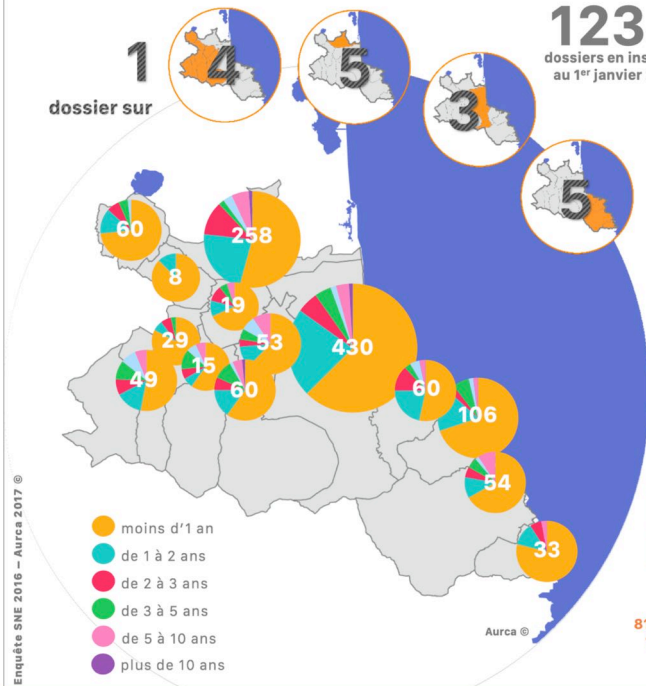 1
dossier sur
4
5
3
5
123
dossiers en ins
au 1er janvier
60
258
8
19
29
53
430
15
49
60
60
106
54
33
moins d'1 an
de 1 à 2 ans
de 2 à 3 ans
de 3 à 5 ans
de 5 à 10 ans
plus de 10 ans
Aurca ©
Enquête SNE 2016 – Aurca 2017 ©